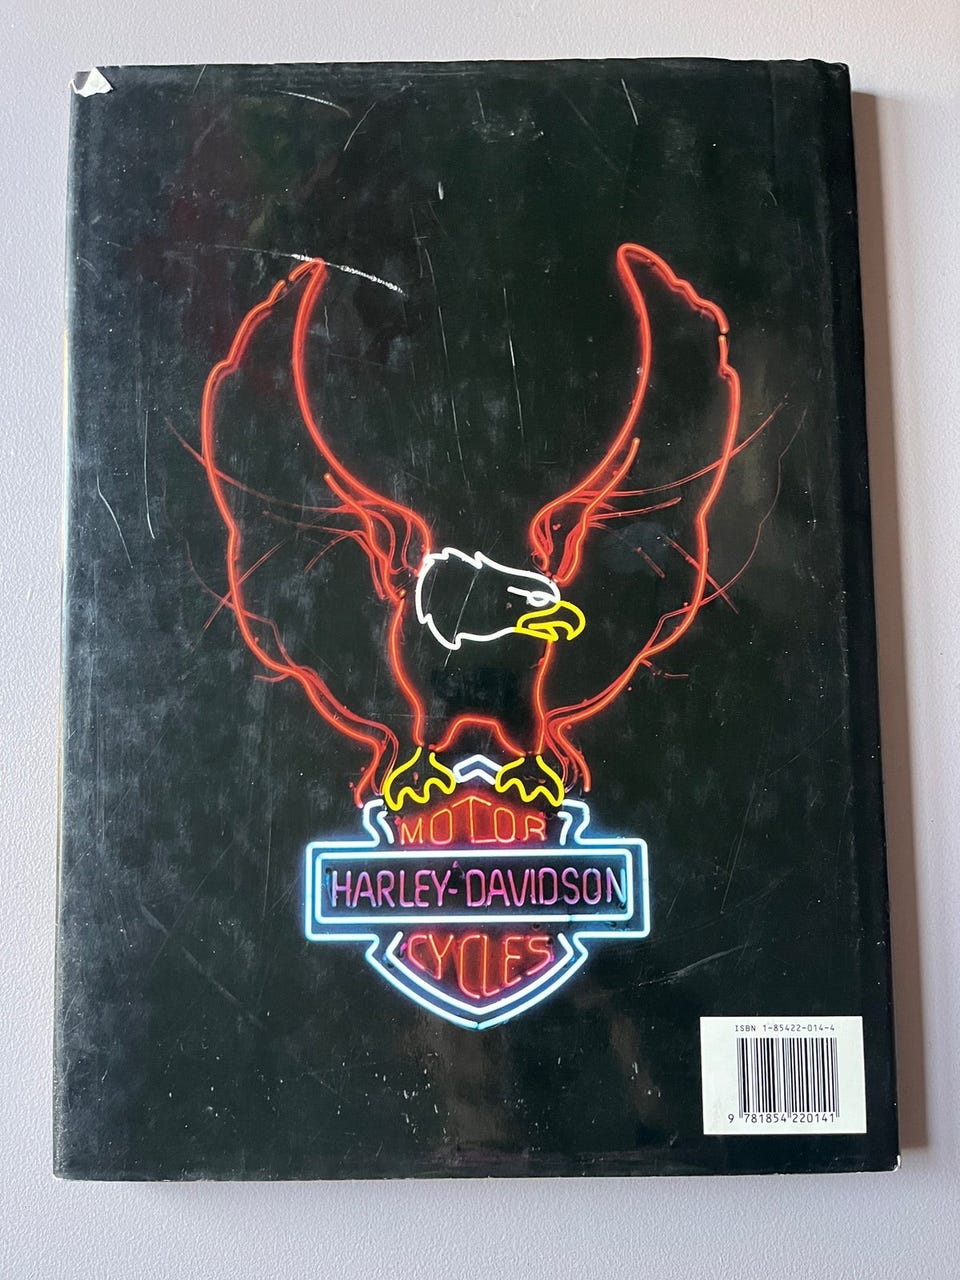 MOTOR
HARLEY-DAVIDSON
CYCLES
ISBN 1-85422-014-4
9 781854 220141